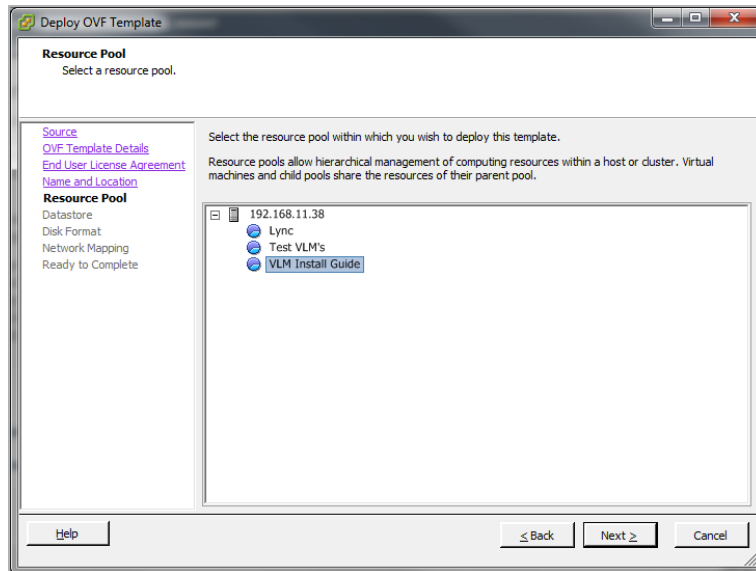 Deploy OVF Template
Resource Pool
Select a resource pool.
Source
OVF Template Details
End User License Agreement
Name and Location
Resource Pool
Datastore
Disk Format
Network Mapping
Ready to Complete
Select the resource pool within which you wish to deploy this template.
Resource pools allow hierarchical management of computing resources within a host or cluster. Virtual
machines and child pools share the resources of their parent pool.
192.168.11.38
Lync
Test VLM's
VLM Install Guide
Help
≤ Back
Next ≥
Cancel